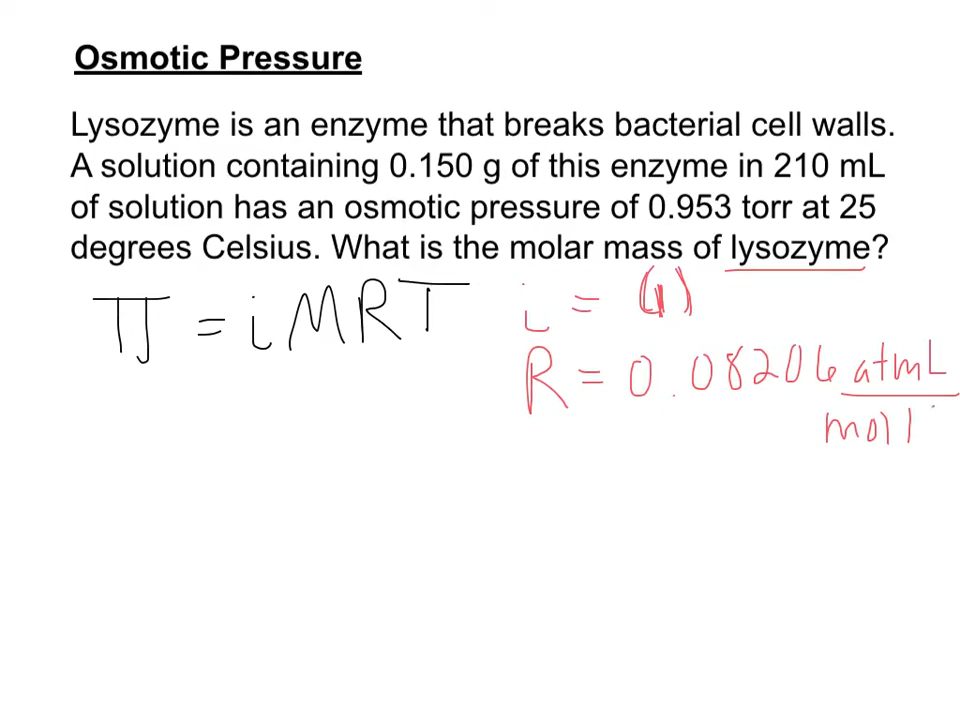 Osmotic Pressure
Lysozyme is an enzyme that breaks bacterial cell walls.
A solution containing 0.150 g of this enzyme in 210 mL
of solution has an osmotic pressure of 0.953 torr at 25
degrees Celsius. What is the molar mass of lysozyme?
π = iMRT
i = (1)
R = 0.08206 atmL
mol